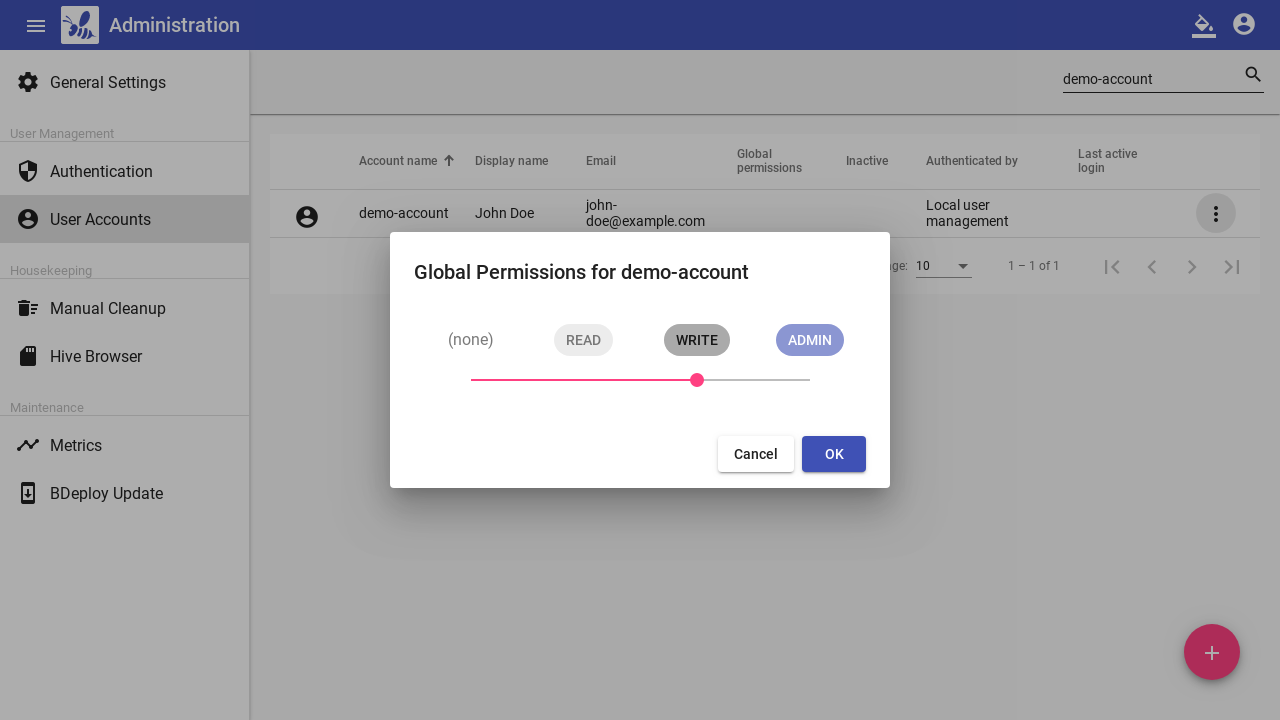 Administration
General Settings
User Management
Authentication
User Accounts
Housekeeping
Manual Cleanup
Hive Browser
Maintenance
Metrics
BDeploy Update
demo-account
Account name
Display name
Email
Global
permissions
Inactive
Authenticated by
Last active
login
demo-account
John Doe
john-
doe@example.com
Local user
management
10
1 – 1 of 1
Global Permissions for demo-account
(none)
READ
WRITE
ADMIN
Cancel
OK